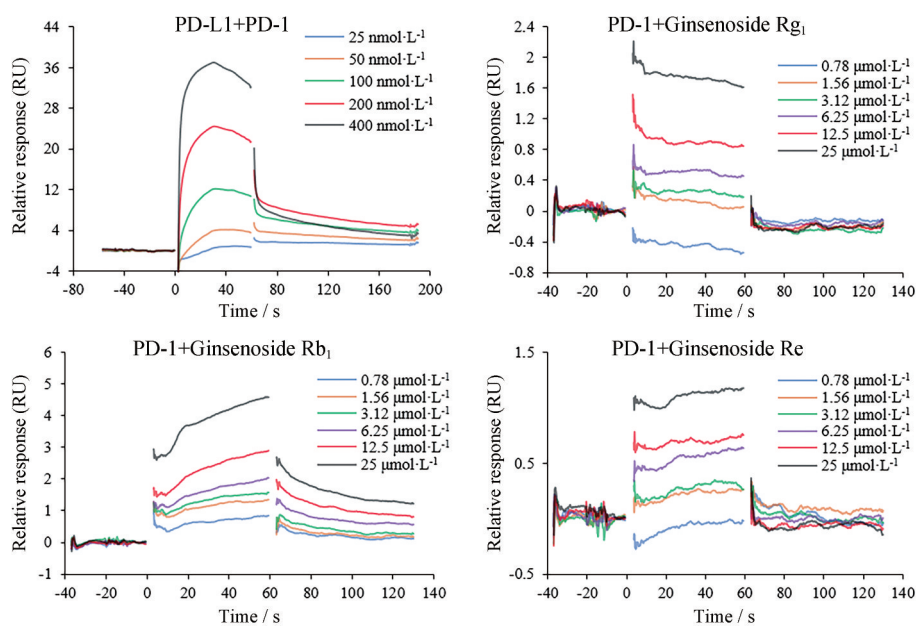 PD-L1+PD-1
Relative response (RU)
44
36
28
20
12
4
-4
-80
-40
0
40
80
120
160
200
Time / s
25 nmol·L-1
50 nmol·L-1
100 nmol·L-1
200 nmol·L-1
400 nmol·L-1
PD-1+Ginsenoside Rg1
Relative response (RU)
2.4
2
1.6
1.2
0.8
0.4
0
-0.4
-0.8
-40
-20
0
20
40
60
80
100
120
140
Time / s
0.78 μmol·L-1
1.56 μmol·L-1
3.12 μmol·L-1
6.25 μmol·L-1
12.5 μmol·L-1
25 μmol·L-1
PD-1+Ginsenoside Rb1
Relative response (RU)
6
5
4
3
2
1
0
-1
-40
-20
0
20
40
60
80
100
120
140
Time / s
0.78 μmol·L-1
1.56 μmol·L-1
3.12 μmol·L-1
6.25 μmol·L-1
12.5 μmol·L-1
25 μmol·L-1
PD-1+Ginsenoside Re
Relative response (RU)
1.5
0.5
-0.5
-40
-20
0
20
40
60
80
100
120
140
Time / s
0.78 μmol·L-1
1.56 μmol·L-1
3.12 μmol·L-1
6.25 μmol·L-1
12.5 μmol·L-1
25 μmol·L-1